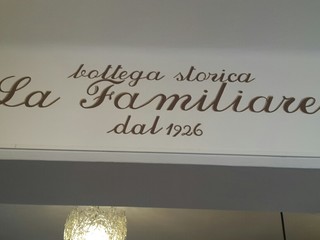 bottega storica
La Familiare
dal 1926